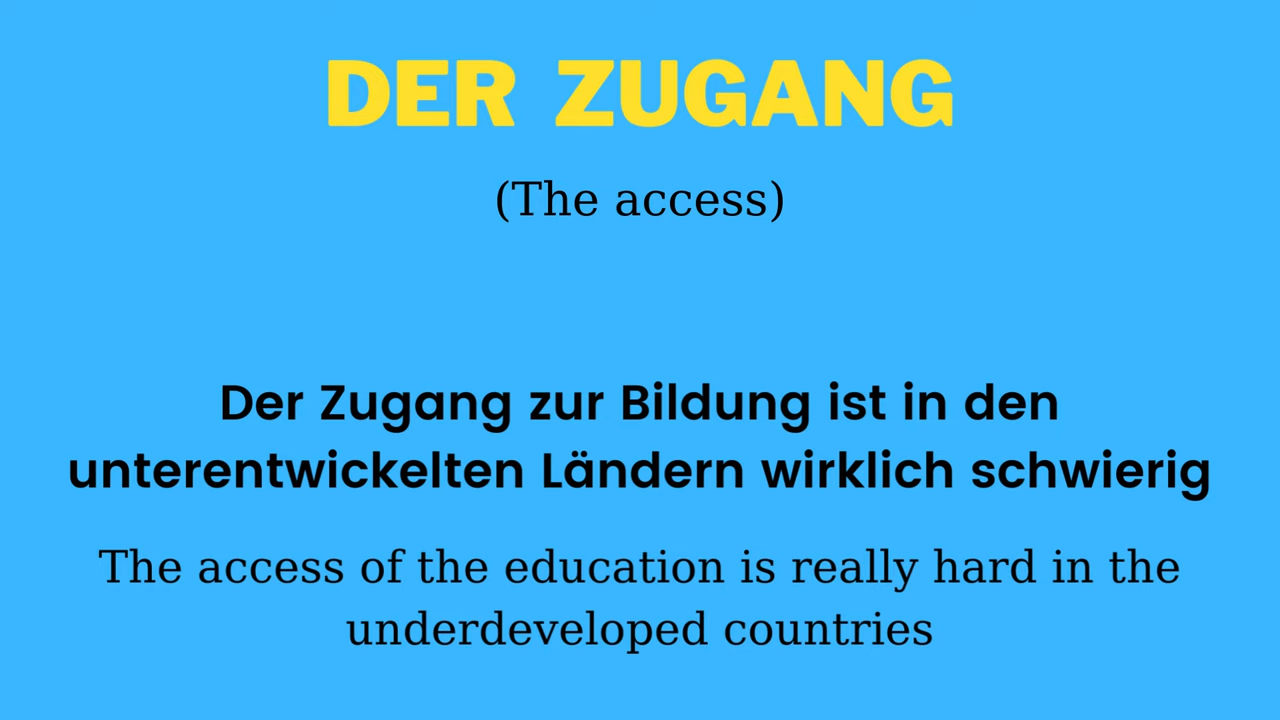 DER ZUGANG
(The access)
Der Zugang zur Bildung ist in den
unterentwickelten Ländern wirklich schwierig
The access of the education is really hard in the
underdeveloped countries